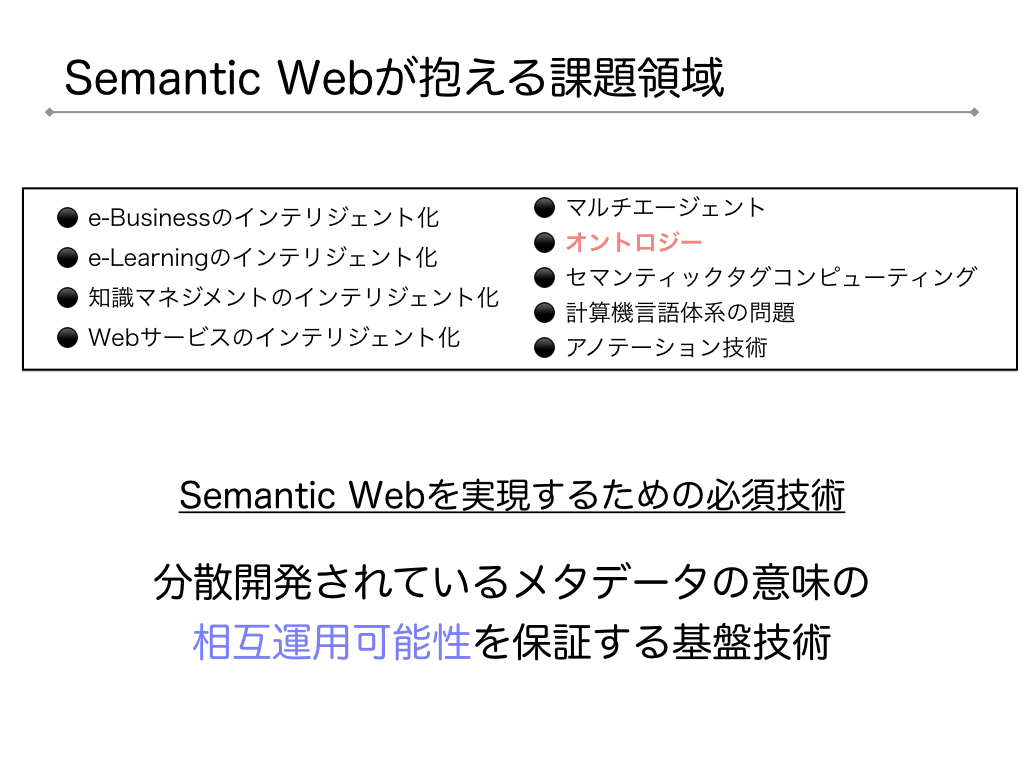 Semantic Webが抱える課題領域
e-Businessのインテリジェント化
e-Learningのインテリジェント化
知識マネジメントのインテリジェント化
Webサービスのインテリジェント化
マルチエージェント
オントロジー
セマンティックタグコンピューティング
計算機言語体系の問題
アノテーション技術
Semantic Webを実現するための必須技術
分散開発されているメタデータの意味の
相互運用可能性を保証する基盤技術